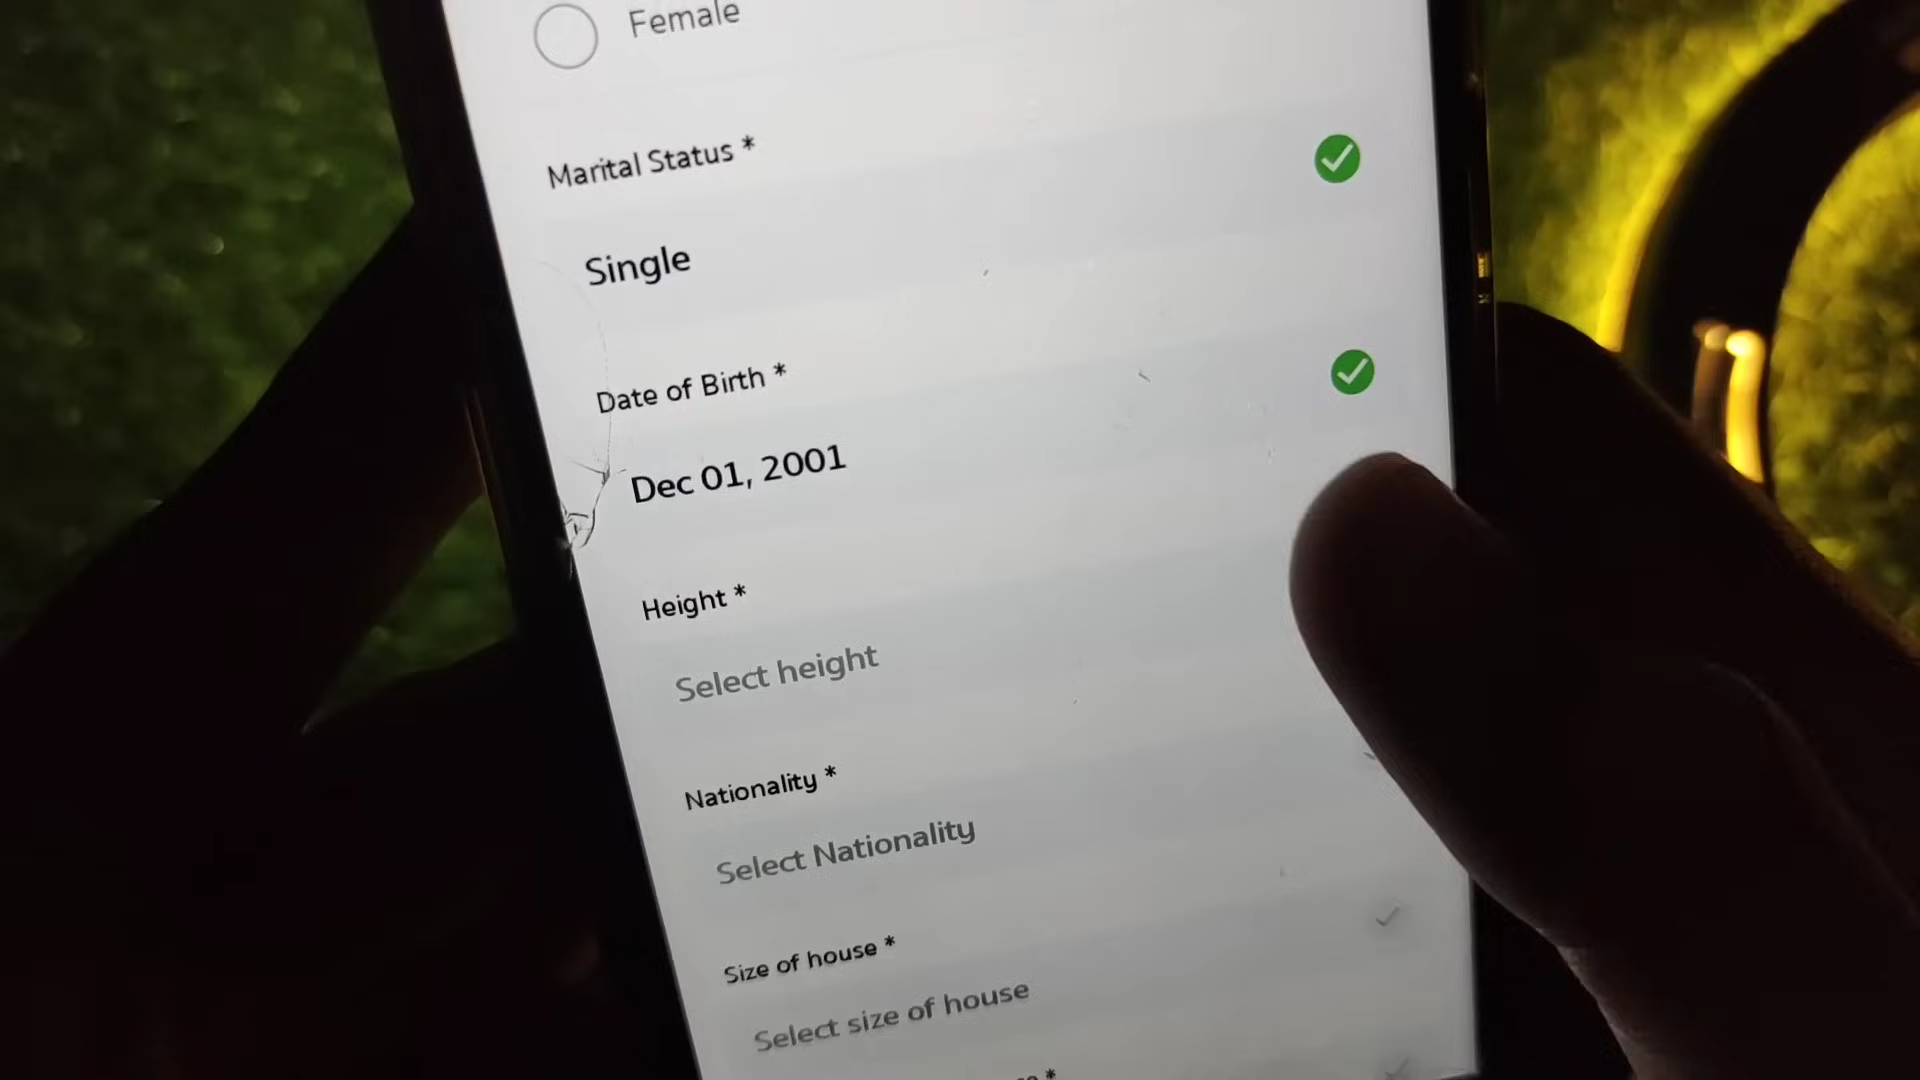 Female
Marital Status *
Single
Date of Birth *
Dec 01, 2001
Height *
Select height
Nationality *
Select Nationality
Size of house *
Select size of house
*